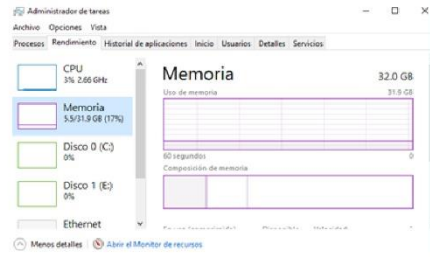 Administrador de tareas
Archivo Opciones Vista
Procesos Rendimiento Historial de aplicaciones Inicio Usuarios Detalles Servicios
CPU
3% 2.66 GHz
Memoria
5.5/31.9 GB (17%)
Disco 0 (C:)
0%
Disco 1 (E:)
0%
Ethernet
Memoria 32.0 GB
Uso de memoria 31.9 GB
60 segundos 0
Composición de memoria
Menos detalles Abrir el Monitor de recursos